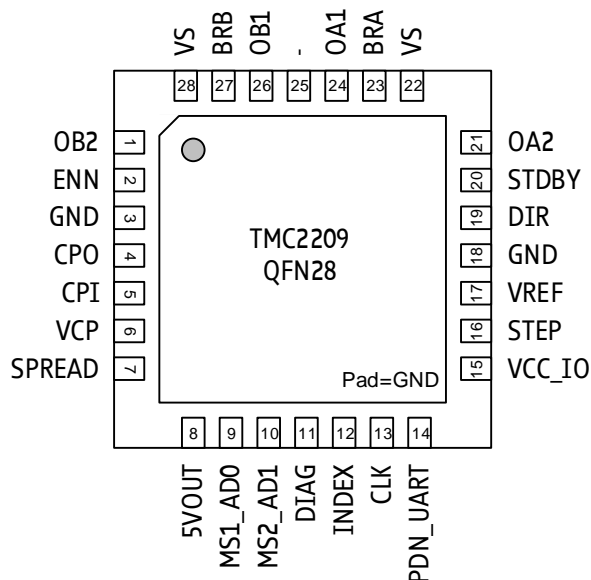 VS
BRB
OB1
-
OA1
BRA
VS
28
27
26
25
24
23
22
OB2 1
ENN 2
GND 3
CPO 4
CPI 5
VCP 6
SPREAD 7
TMC2209
QFN28
Pad=GND
21 OA2
20 STDBY
19 DIR
18 GND
17 VREF
16 STEP
15 VCC_IO
8
9
10
11
12
13
14
5VOUT
MS1_AD0
MS2_AD1
DIAG
INDEX
CLK
PDN_UART